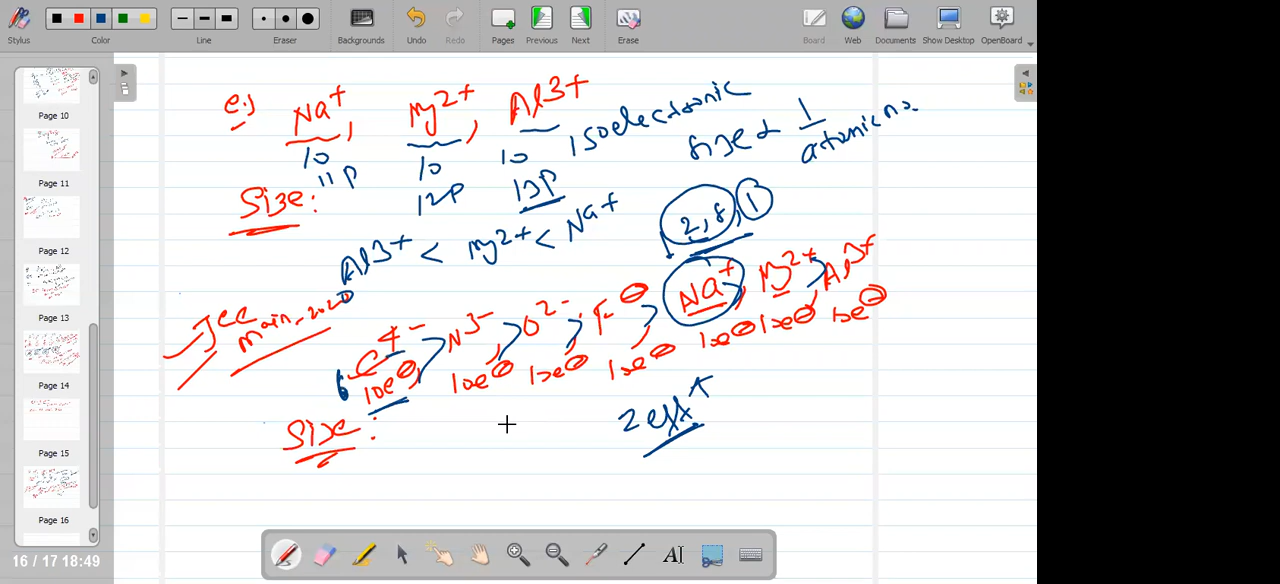 Stylus Color Line Eraser Backgrounds Undo Redo Pages Previous Next Erase Board Web Documents Show Desktop OpenBoard
Page 10
Page 11
Page 12
Page 13
Page 14
Page 15
Page 16
16 / 17 18:49
e.g Na⁺, Mg²⁺, Al³⁺
10 10 10 isoelectronic
11p 12p 13p
size α 1/atomic no.
Size:
Al³⁺ < Mg²⁺ < Na⁺
2, 8, 1
JEE main-2020
C⁴⁻ > N³⁻ > O²⁻ > F⊖ > Na⁺ > Mg²⁺ > Al³⁺
6 10e⊖, 10e⊖ 10e⊖ 10e⊖ 10e⊖ 10e⊖ 10e⊖
Size:
Zeff ↑